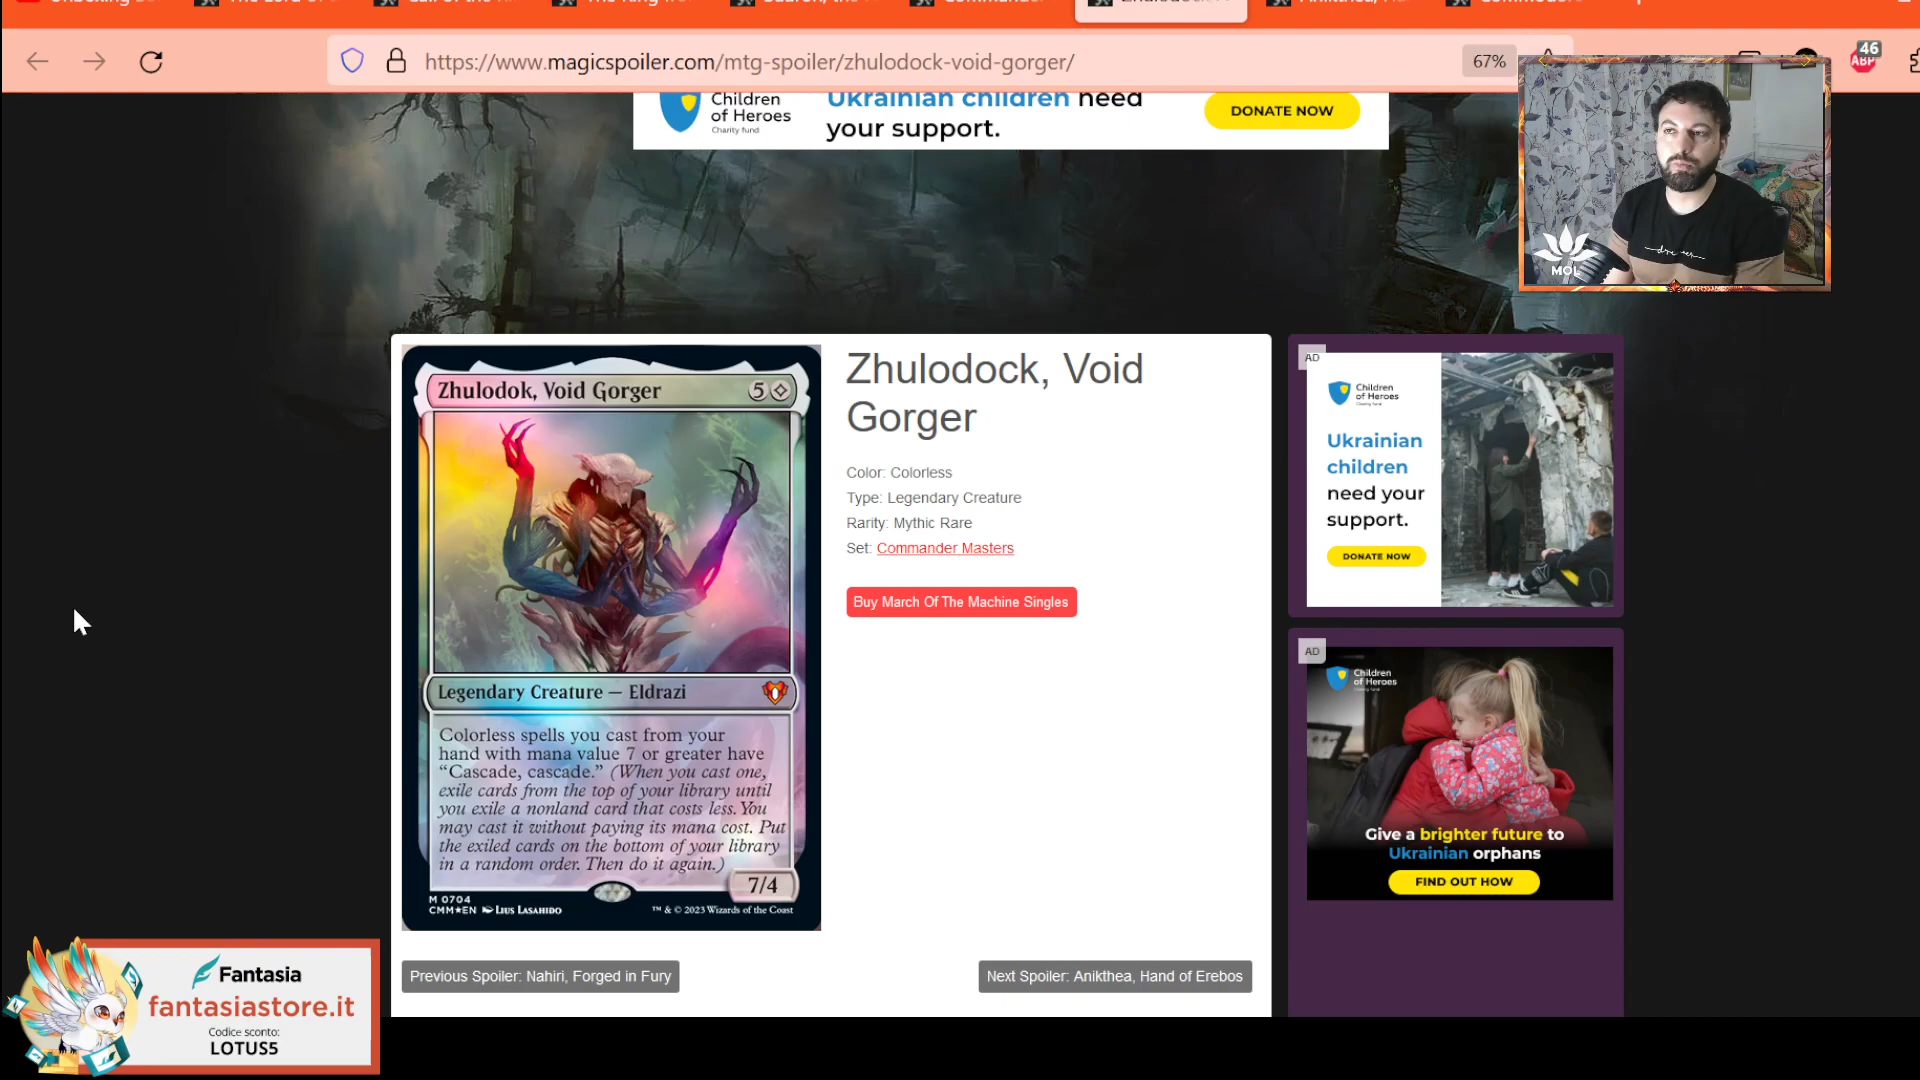 https://www.magicspoiler.com/mtg-spoiler/zhulodock-void-gorger/
67%
46
ABP
Children
of Heroes
Charity fund
Ukrainian children need
your support.
DONATE NOW
MOL
Zhulodok, Void Gorger
5
Legendary Creature — Eldrazi
Colorless spells you cast from your
hand with mana value 7 or greater have
“Cascade, cascade.” (When you cast one,
exile cards from the top of your library until
you exile a nonland card that costs less. You
may cast it without paying its mana cost. Put
the exiled cards on the bottom of your library
in a random order. Then do it again.)
7/4
M 0704
CMM★EN Lius Lasahido
™ & © 2023 Wizards of the Coast
Zhulodock, Void
Gorger
Color: Colorless
Type: Legendary Creature
Rarity: Mythic Rare
Set: Commander Masters
Buy March Of The Machine Singles
Previous Spoiler: Nahiri, Forged in Fury
Next Spoiler: Anikthea, Hand of Erebos
AD
Children
of Heroes
Ukrainian
children
need your
support.
DONATE NOW
AD
Children
of Heroes
Give a brighter future to
Ukrainian orphans
FIND OUT HOW
Fantasia
fantasiastore.it
Codice sconto:
LOTUS5